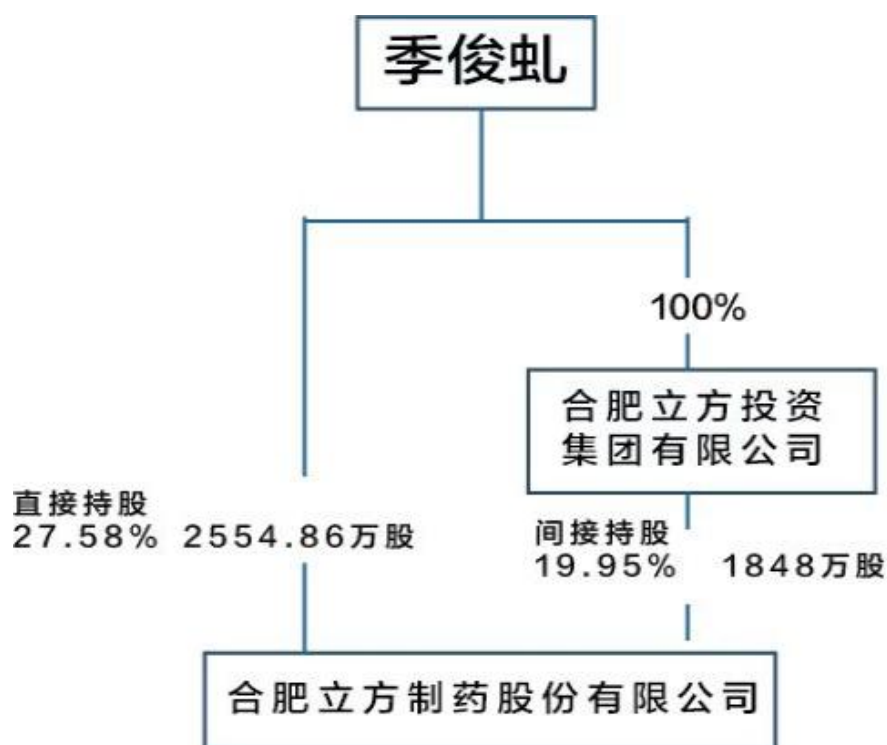 季俊虬
100%
合肥立方投资
集团有限公司
直接持股
27.58% 2554.86万股
间接持股
19.95% 1848万股
合肥立方制药股份有限公司